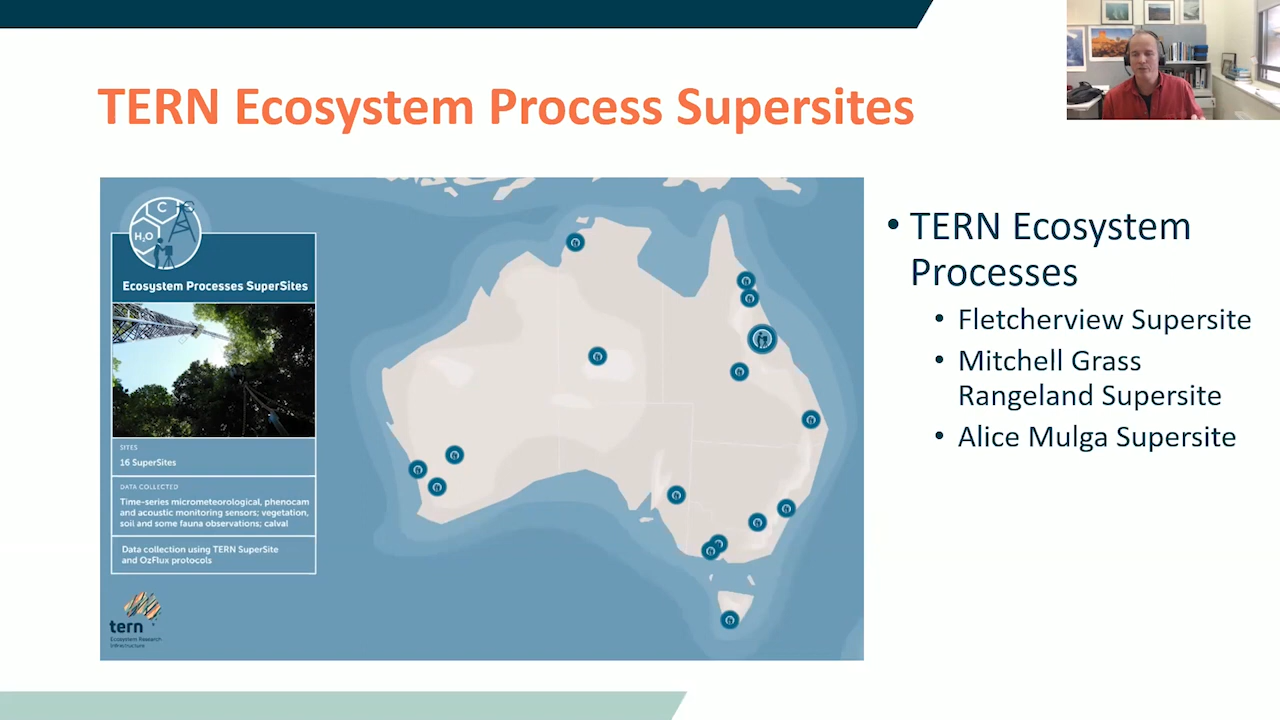 TERN Ecosystem Process Supersites
C
H₂O
Ecosystem Processes SuperSites
SITES
16 SuperSites
DATA COLLECTED
Time-series micrometeorological, phenocam
and acoustic monitoring sensors; vegetation,
soil and some fauna observations; calval
Data collection using TERN SuperSite
and OzFlux protocols
tern
Ecosystem Research
Infrastructure
• TERN Ecosystem
Processes
• Fletcherview Supersite
• Mitchell Grass
Rangeland Supersite
• Alice Mulga Supersite